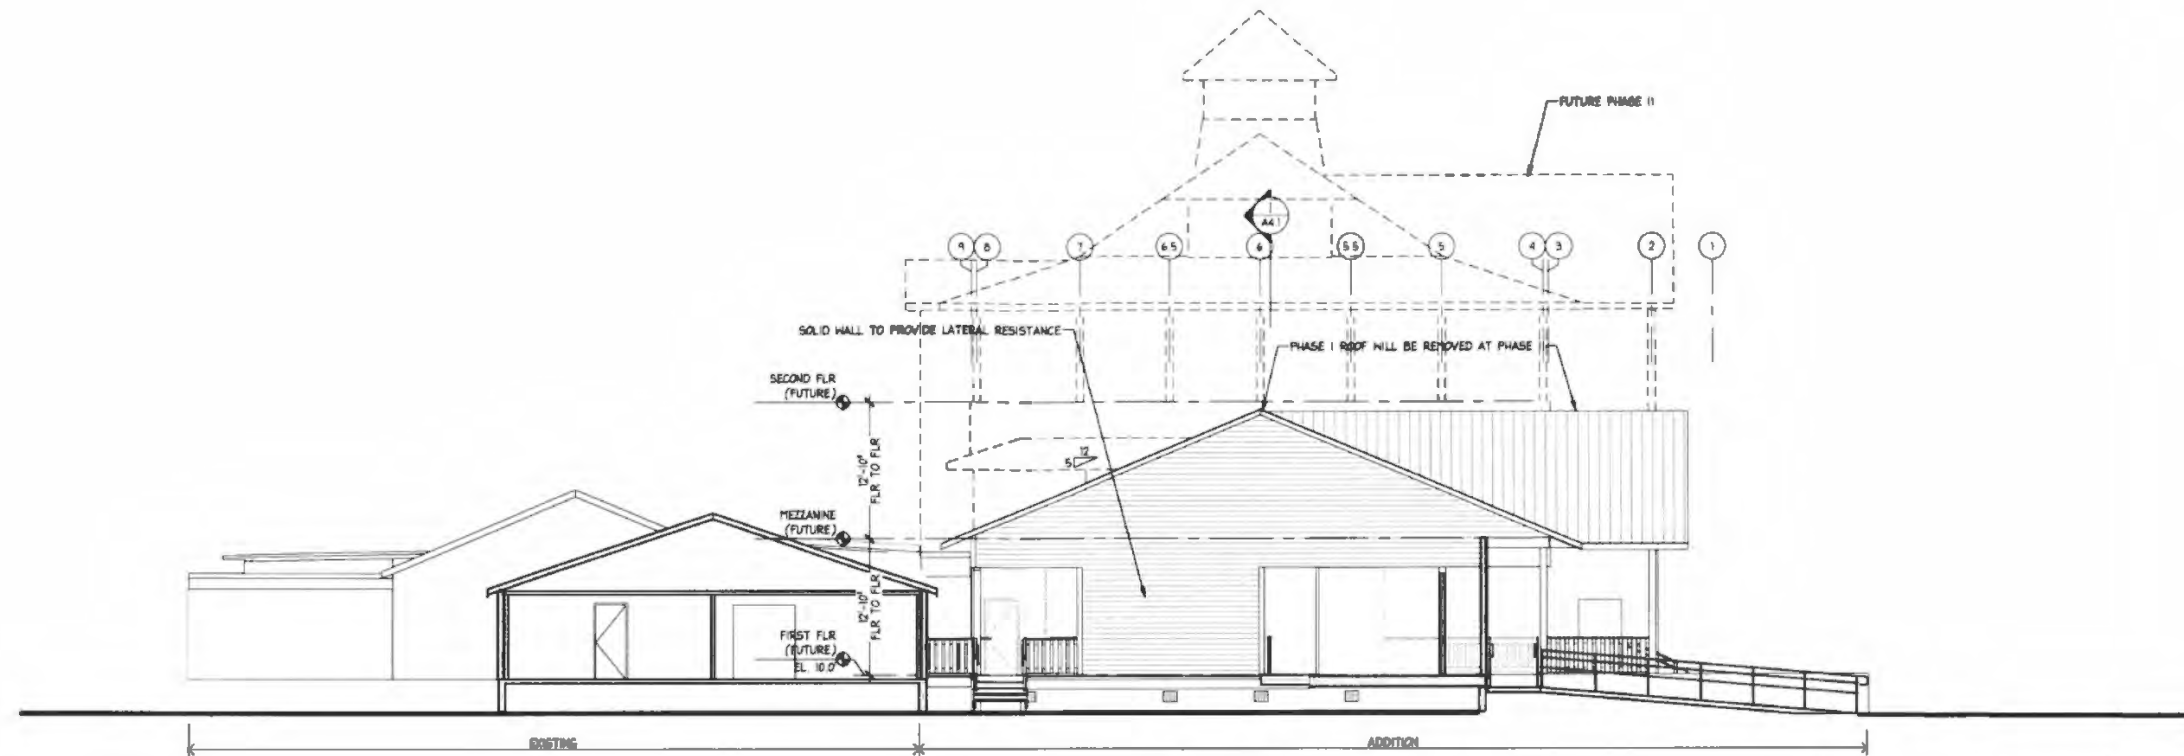 FUTURE PHASE II
A4.1
9
8
7
6.5
6
5.5
5
4
3
2
1
SOLID WALL TO PROVIDE LATERAL RESISTANCE
PHASE I ROOF WILL BE REMOVED AT PHASE
SECOND FLR
(FUTURE)
12
5
12'-10"
FLR TO FLR
MEZZANINE
(FUTURE)
12'-10"
FLR TO FLR
FIRST FLR
(FUTURE)
EL. 10.0
EXISTING
ADDITION